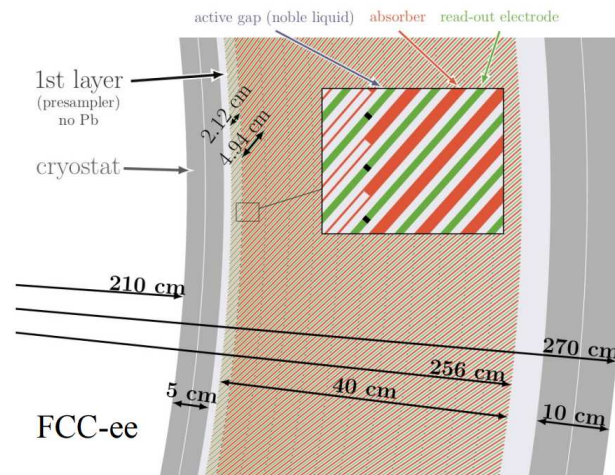 active gap (noble liquid) absorber read-out electrode
1st layer
(presampler)
no Pb
2.12 cm
4.94 cm
cryostat
210 cm
270 cm
256 cm
5 cm
40 cm
10 cm
FCC-ee